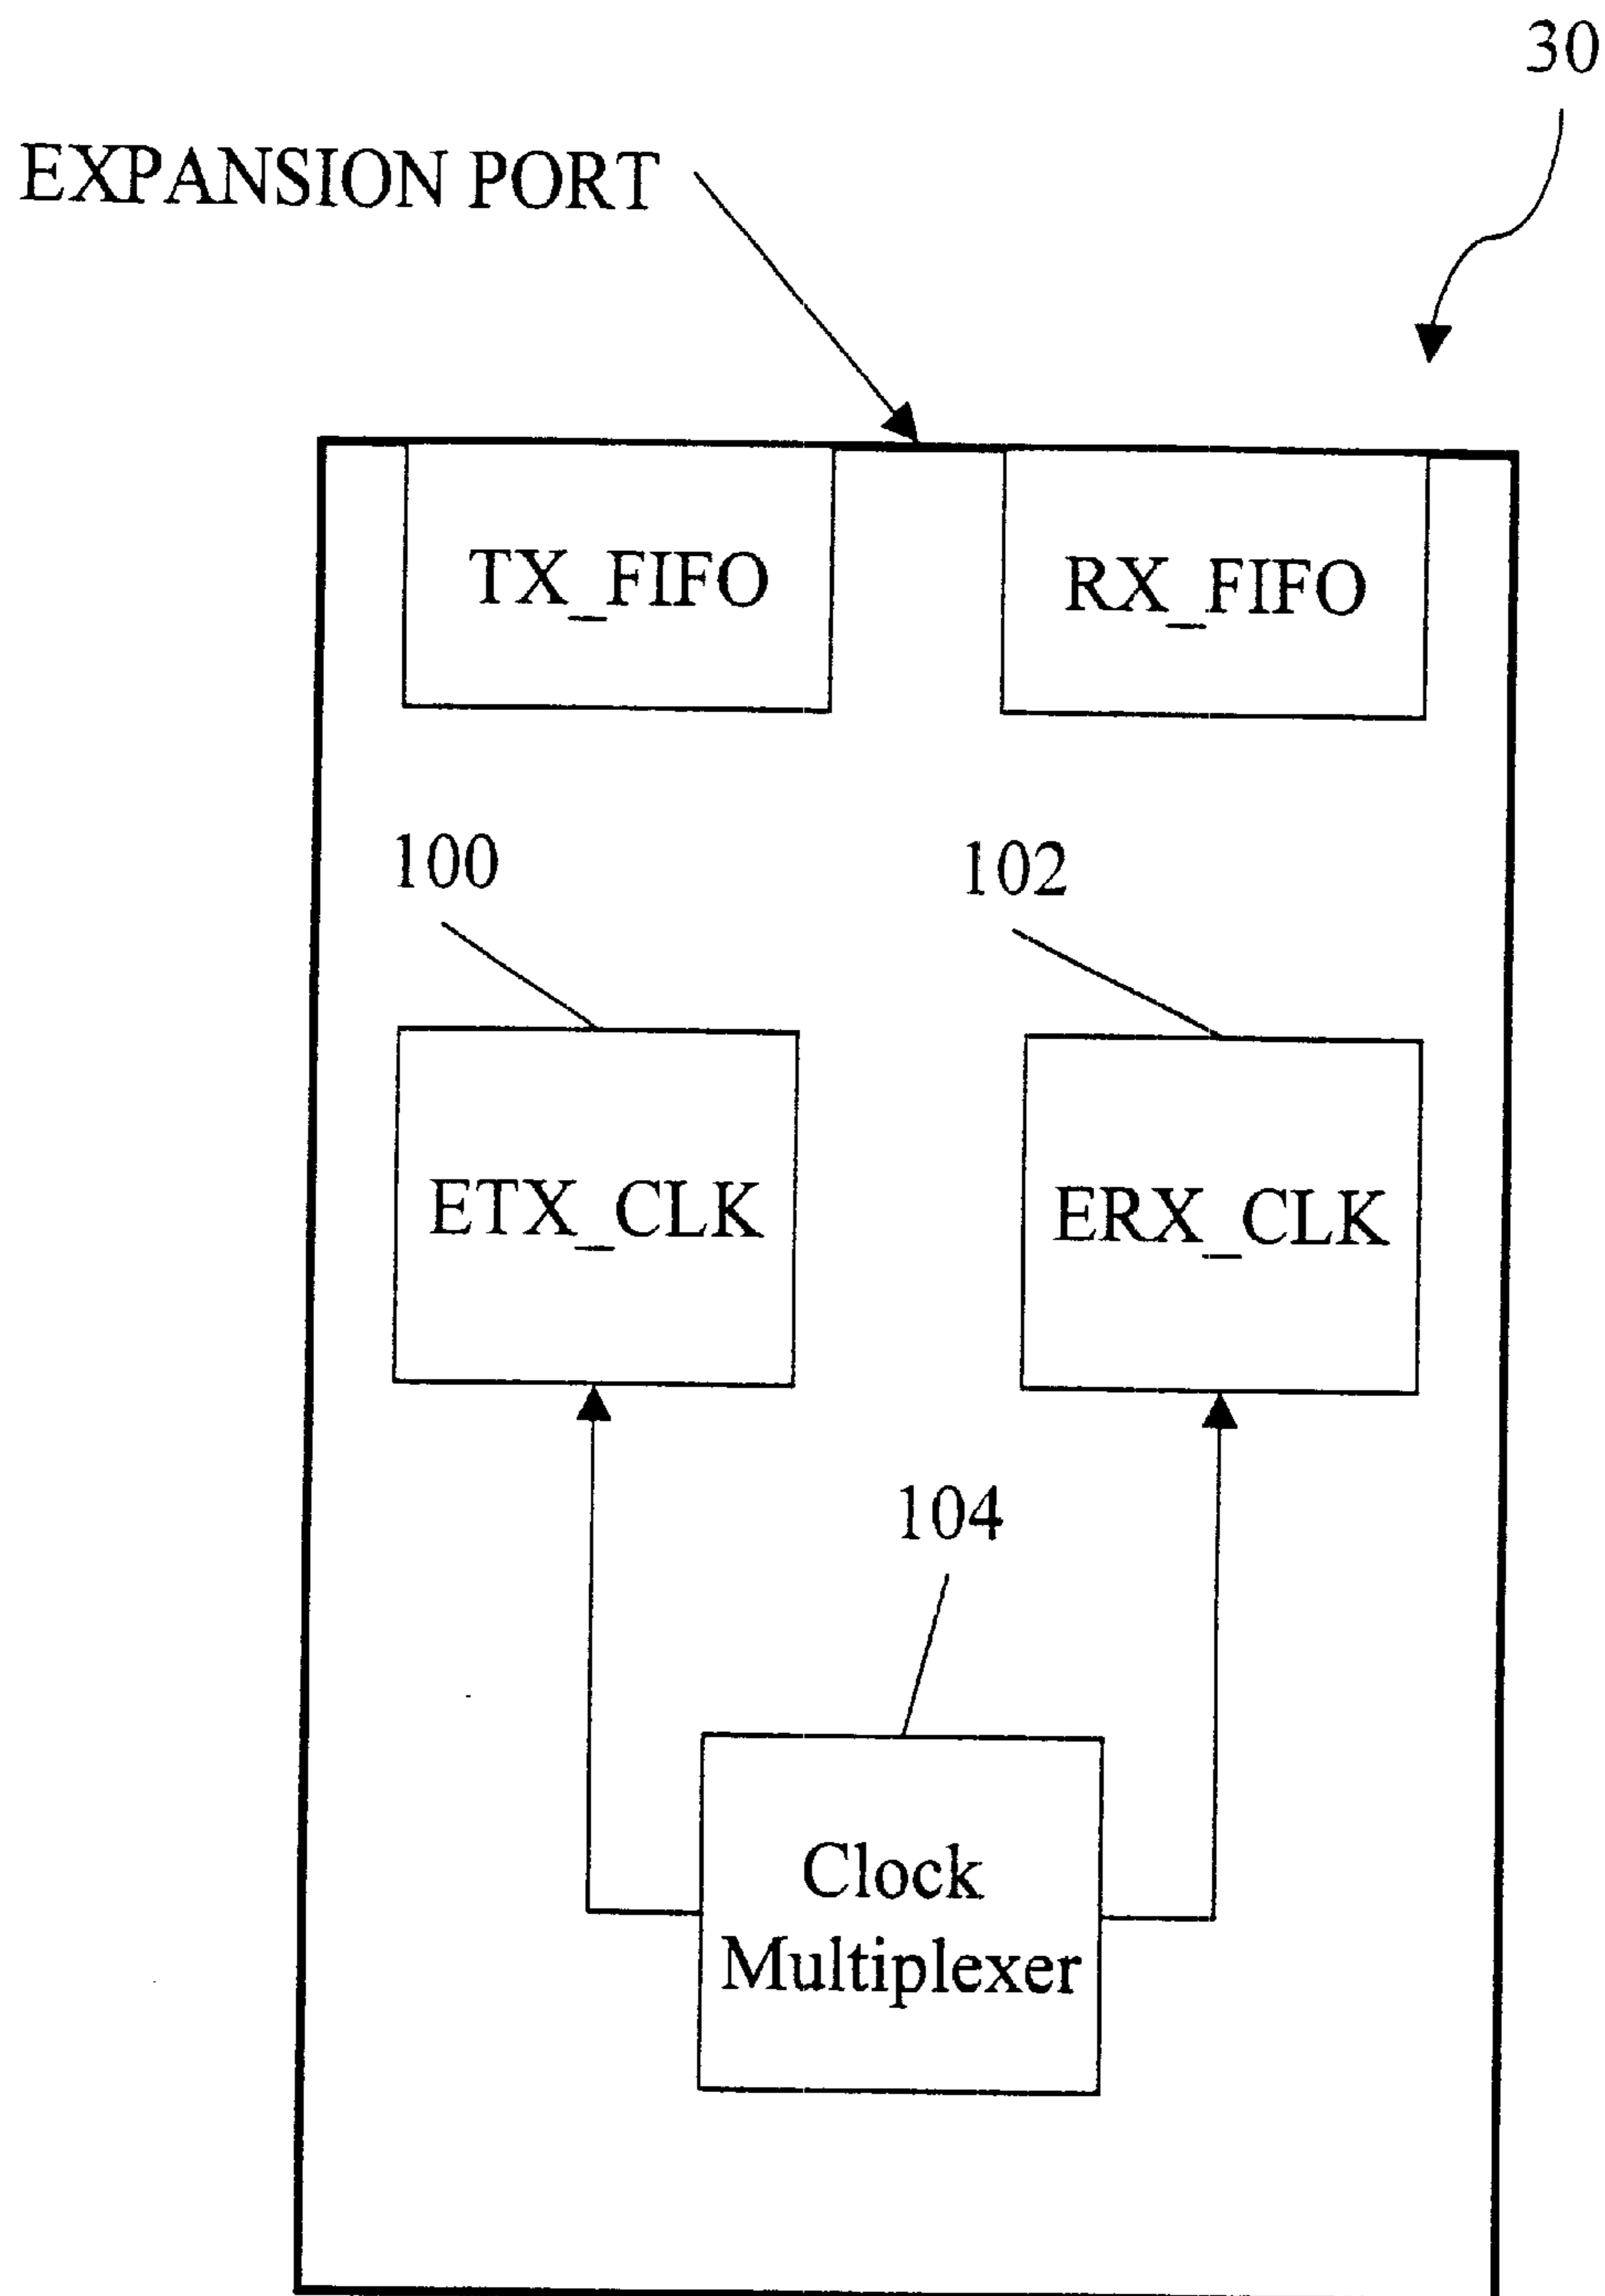 30
EXPANSION PORT
TX_FIFO
RX_FIFO
100
102
ETX_CLK
ERX_CLK
104
Clock
Multiplexer